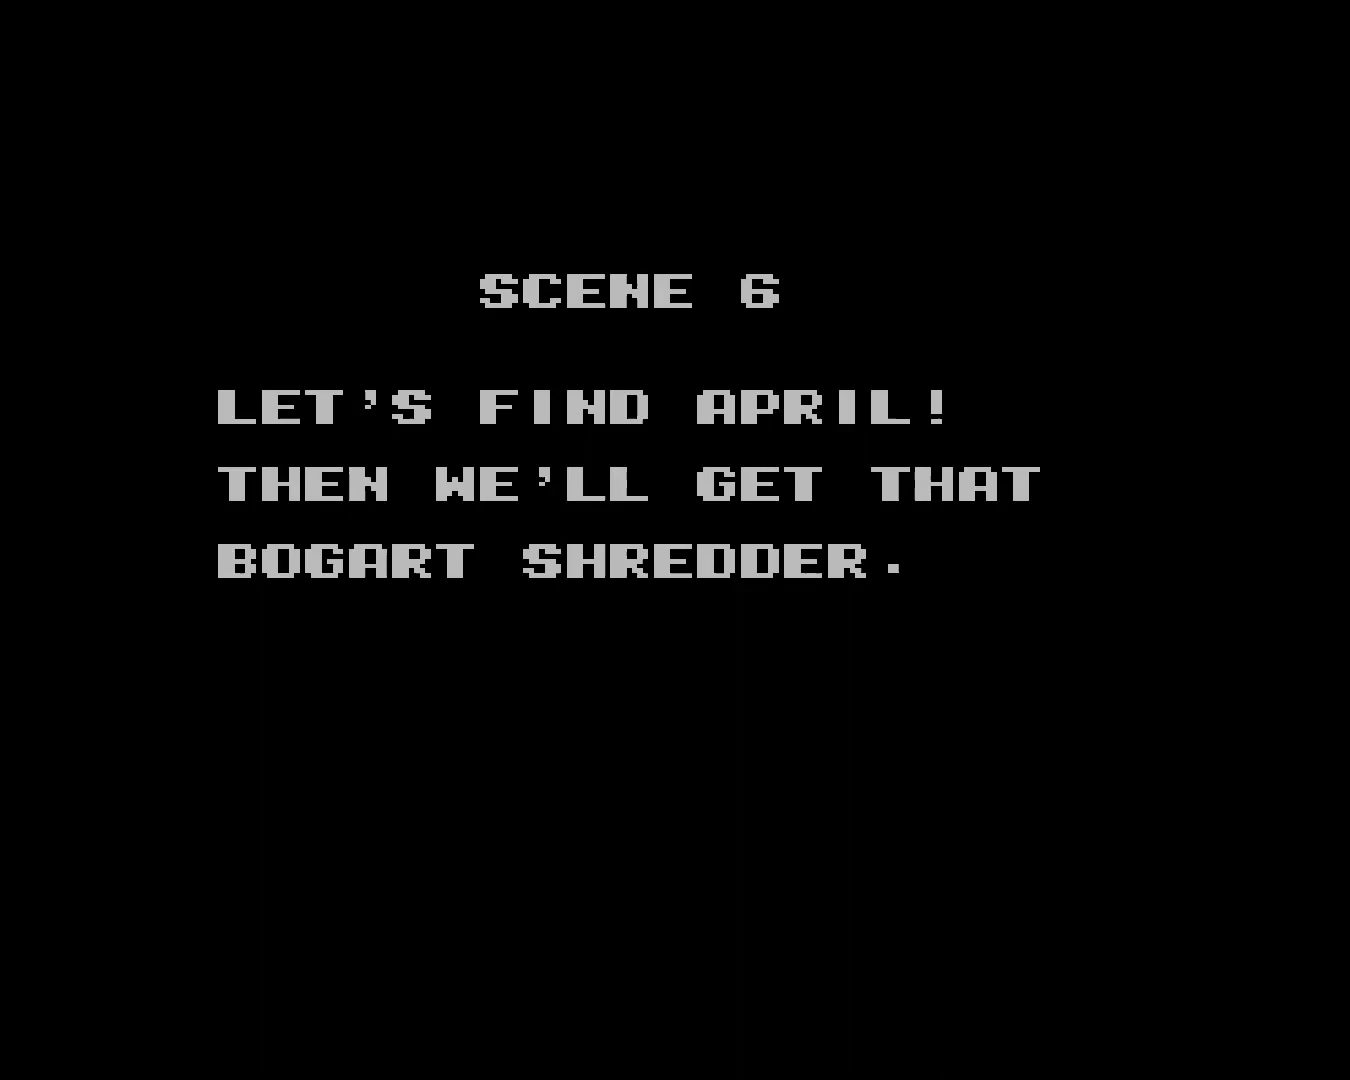 SCENE 6
LET'S FIND APRIL!
THEN WE'LL GET THAT
BOGART SHREDDER.